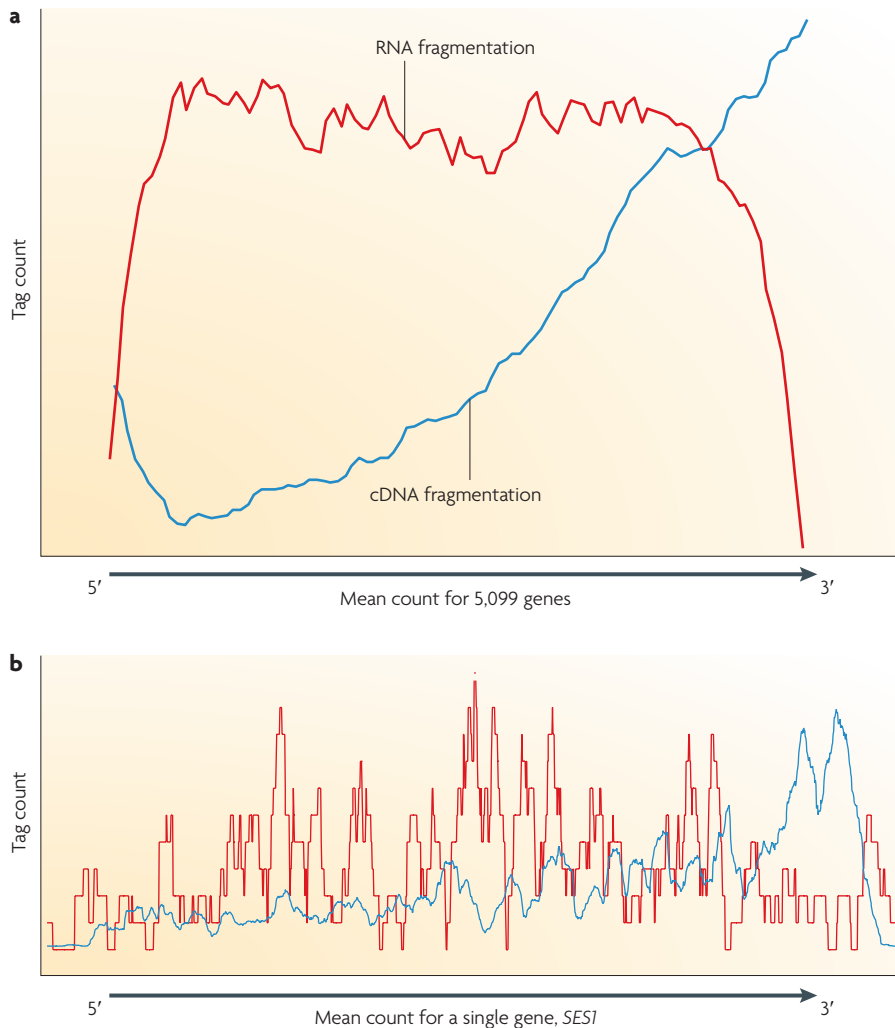 a
RNA fragmentation
Tag count
cDNA fragmentation
5′
3′
Mean count for 5,099 genes
b
Tag count
5′
3′
Mean count for a single gene, SES1